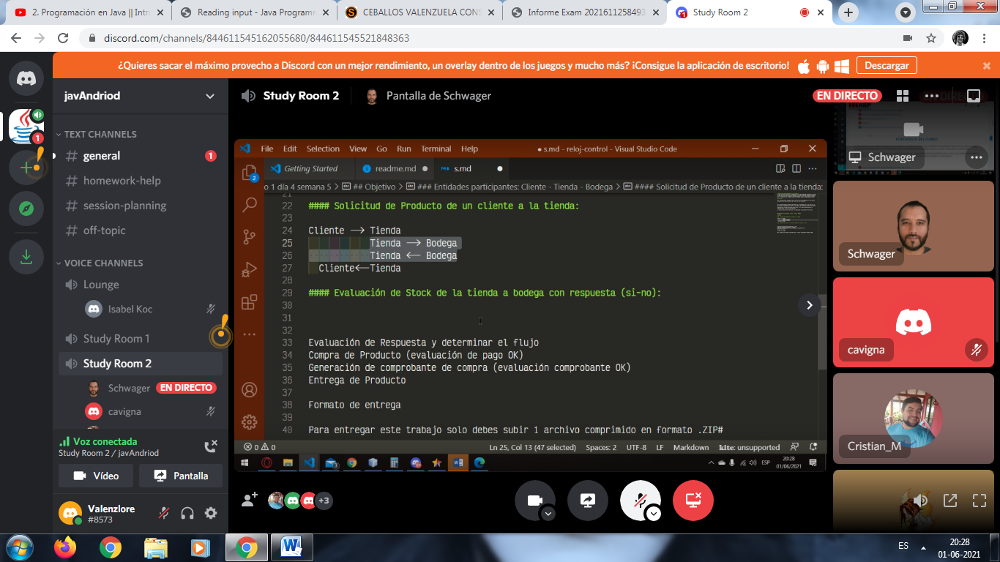 2. Programación en Java || Intro
Reading input - Java Programm
CEBALLOS VALENZUELA CONS
Informe Exam 2021611258493
Study Room 2
discord.com/channels/844611545162055680/844611545521848363
¿Quieres sacar el máximo provecho a Discord con un mejor rendimiento, un overlay dentro de los juegos y mucho más? ¡Consigue la aplicación de escritorio!
Descargar
javAndriod
Study Room 2
Pantalla de Schwager
EN DIRECTO
TEXT CHANNELS
general
1
homework-help
session-planning
off-topic
VOICE CHANNELS
Lounge
Isabel Koc
Study Room 1
Study Room 2
Schwager EN DIRECTO
cavigna
Voz conectada
Study Room 2 / javAndriod
Vídeo
Pantalla
Valenzlore
#8573
1
File Edit Selection View Go Run Terminal Help
● s.md - reloj-control - Visual Studio Code
Getting Started
readme.md
s.md
2
o 1 día 4 semana 5 > ## Objetivo > ### Entidades participantes: Cliente - Tienda - Bodega > #### Solicitud de Producto de un cliente a la tienda:
21
22 #### Solicitud de Producto de un cliente a la tienda:
23
24 Cliente --> Tienda
25 Tienda --> Bodega
26 Tienda <-- Bodega
27 Cliente<--Tienda
28
29 #### Evaluación de Stock de la tienda a bodega con respuesta (si-no):
30
31
32
33 Evaluación de Respuesta y determinar el flujo
34 Compra de Producto (evaluación de pago OK)
35 Generación de comprobante de compra (evaluación comprobante OK)
36 Entrega de Producto
37
38 Formato de entrega
39
40 Para entregar este trabajo solo debes subir 1 archivo comprimido en formato .ZIP#
0 0
Ln 25, Col 13 (47 selected)
Spaces: 2
UTF-8
LF
Markdown
kite: unsupported
ESP
20:28
01/06/2021
Schwager
Schwager
cavigna
Cristian_M
+3
ES
20:28
01-06-2021